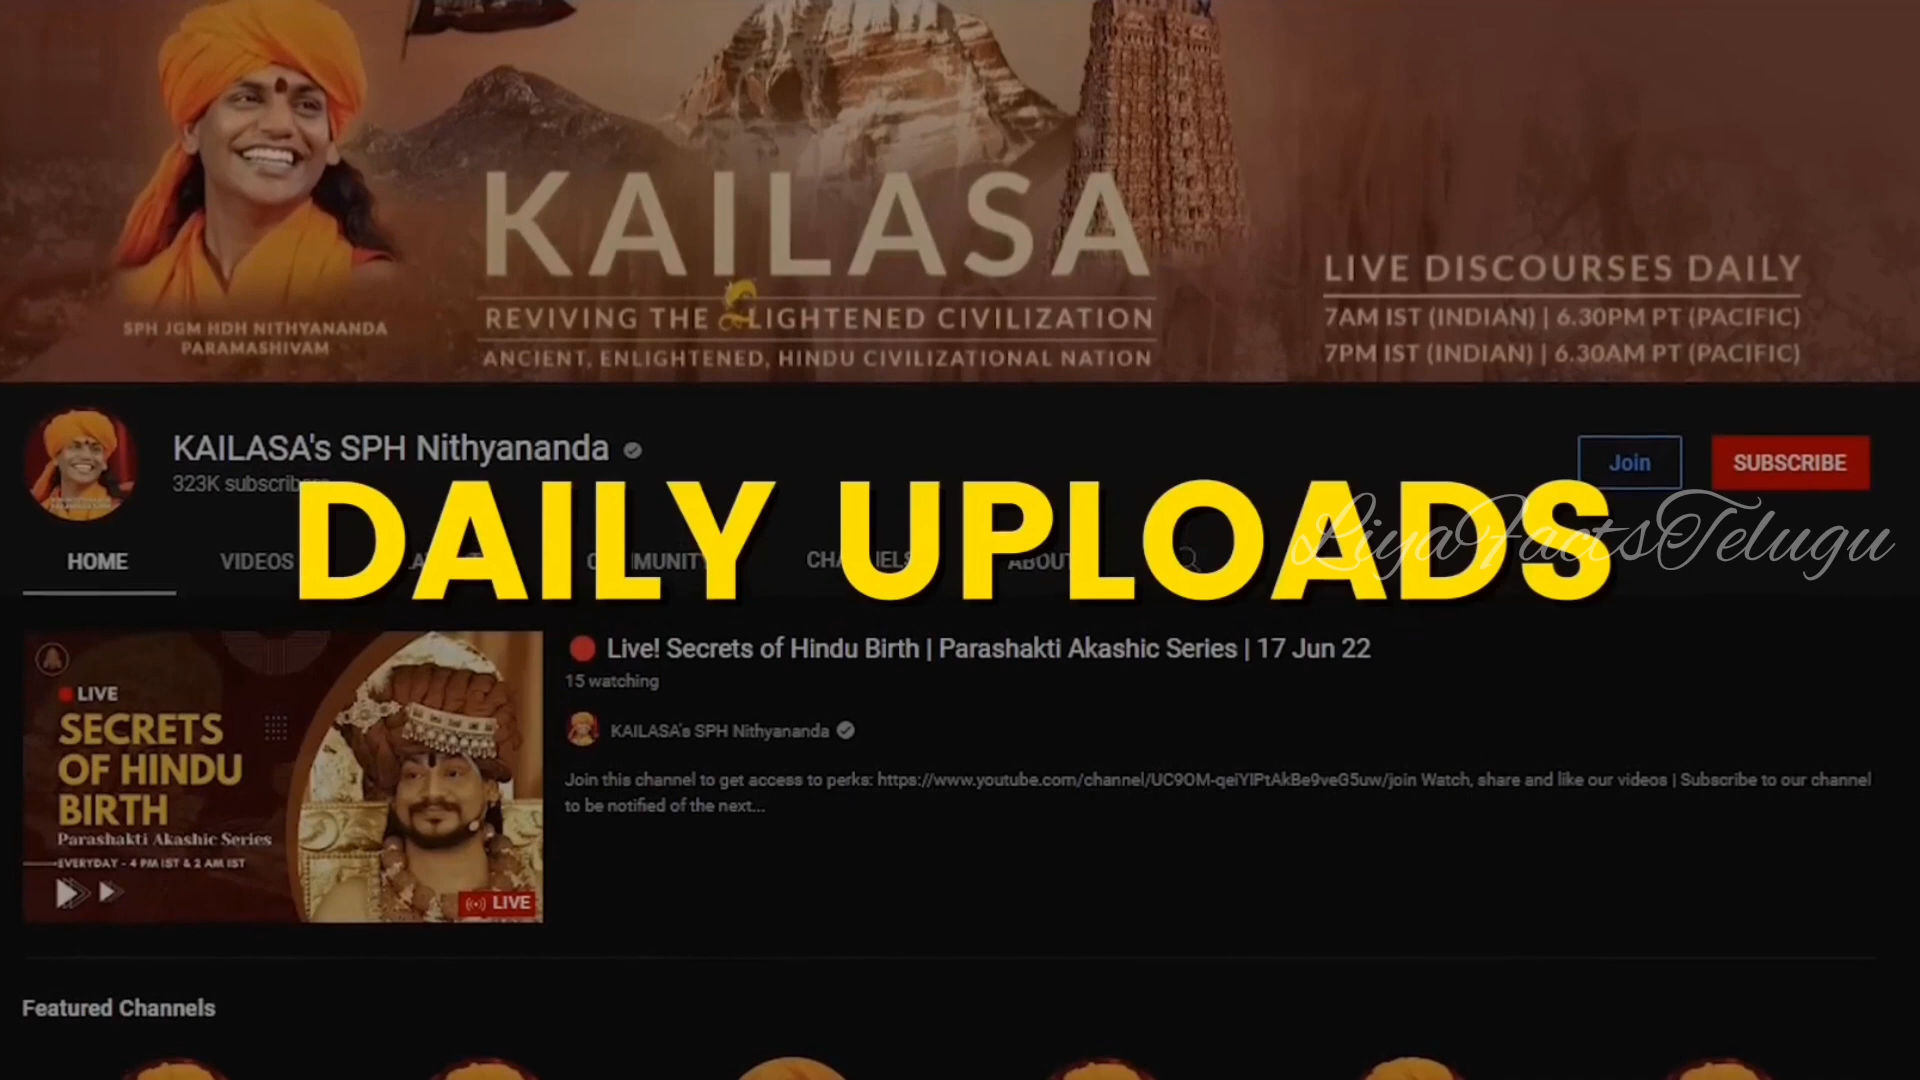 KAILASA
REVIVING THE ENLIGHTENED CIVILIZATION
ANCIENT, ENLIGHTENED, HINDU CIVILIZATIONAL NATION
SPH JGM HDH NITHYANANDA
PARAMASHIVAM
LIVE DISCOURSES DAILY
7AM IST (INDIAN) | 6.30PM PT (PACIFIC)
7PM IST (INDIAN) | 6.30AM PT (PACIFIC)
KAILASA's SPH Nithyananda
323K subscribers
Join
SUBSCRIBE
DAILY UPLOADS
LiyaFactsTelugu
HOME
VIDEOS
COMMUNITY
CHANNELS
ABOUT
LIVE
SECRETS
OF HINDU
BIRTH
Parashakti Akashic Series
EVERYDAY - 4 PM IST & 2 AM IST
LIVE
Live! Secrets of Hindu Birth | Parashakti Akashic Series | 17 Jun 22
15 watching
KAILASA's SPH Nithyananda
Join this channel to get access to perks: https://www.youtube.com/channel/UC9OM-qeiYIPtAkBe9veG5uw/join Watch, share and like our videos | Subscribe to our channel
to be notified of the next...
Featured Channels